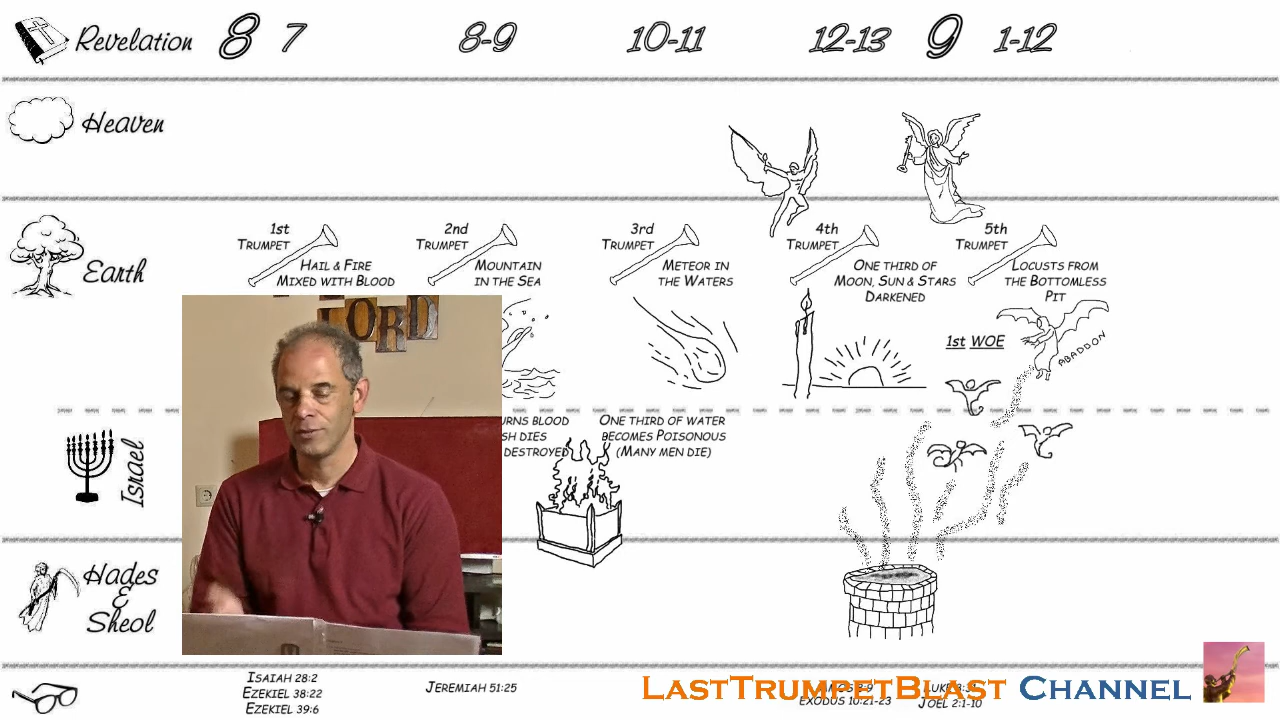 Revelation 8 7 8-9 10-11 12-13 9 1-12
Heaven
Earth
1st
TRUMPET
HAIL & FIRE
MIXED WITH BLOOD
2nd
TRUMPET
MOUNTAIN
IN THE SEA
3rd
TRUMPET
METEOR IN
THE WATERS
4th
TRUMPET
ONE THIRD OF
MOON, SUN & STARS
DARKENED
5th
TRUMPET
LOCUSTS FROM
THE BOTTOMLESS
PIT
LORD
1st WOE
ABADDON
BLOOD
DIES
DESTROYED
ONE THIRD OF WATER
BECOMES POISONOUS
(MANY MEN DIE)
Israel
Hades
&
Sheol
ISAIAH 28:2
EZEKIEL 38:22
EZEKIEL 39:6
JEREMIAH 51:25
EXODUS 10:21-23
JOEL 2:1-10
LASTTRUMPETBLAST CHANNEL